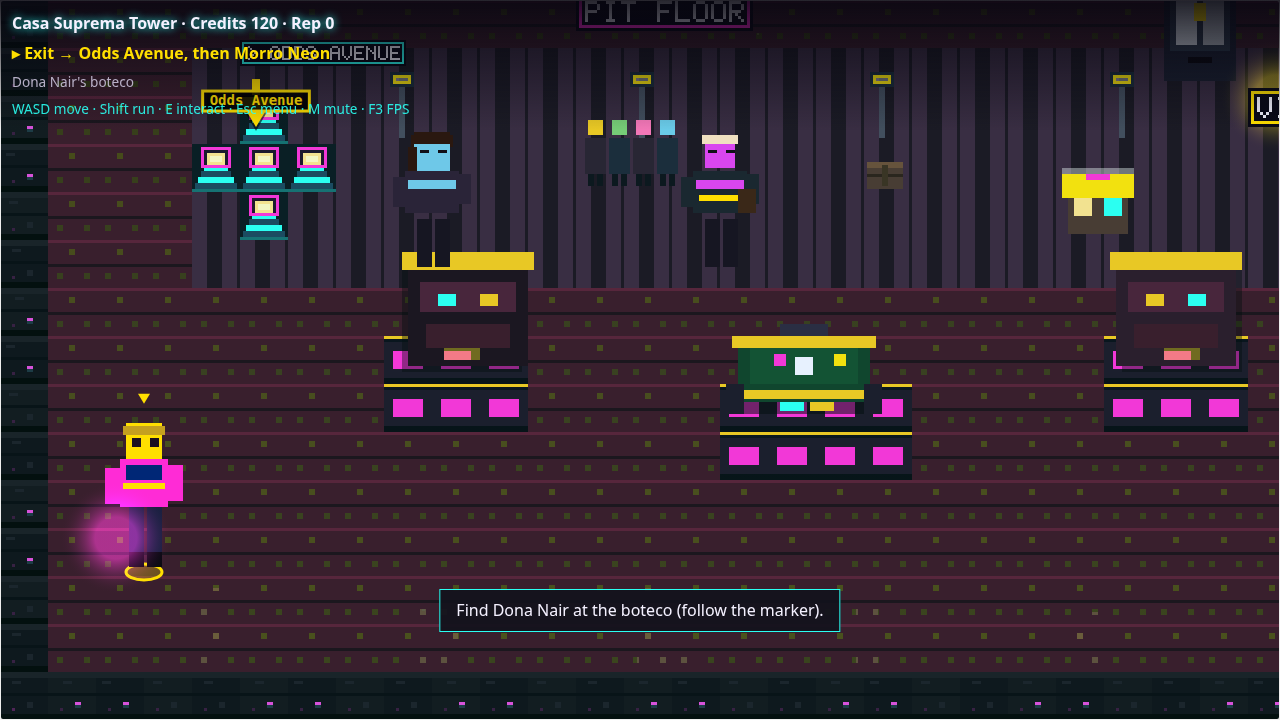 PIT FLOOR
Casa Suprema Tower · Credits 120 · Rep 0
▸ Exit → Odds Avenue, then Morro Neon
ODDS AVENUE
Dona Nair's boteco
Odds Avenue
WASD move · Shift run · E interact · Esc menu · M mute · F3 FPS
Find Dona Nair at the boteco (follow the marker).